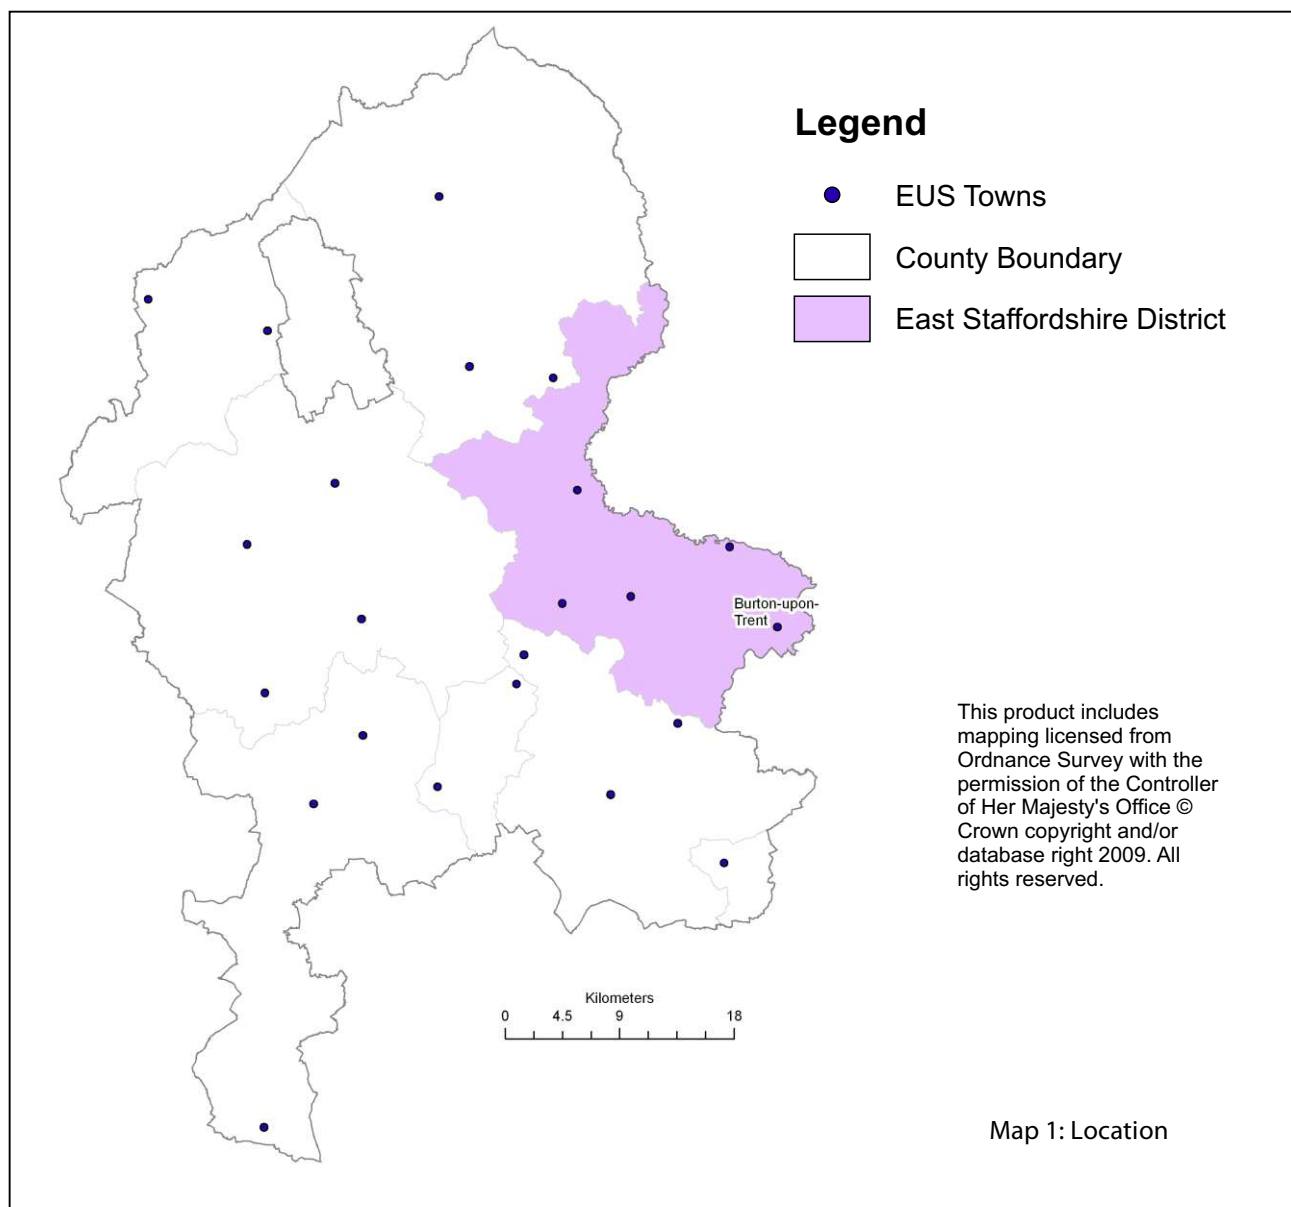 Legend
EUS Towns
County Boundary
East Staffordshire District
Burton-upon-
Trent
This product includes
mapping licensed from
Ordnance Survey with the
permission of the Controller
of Her Majesty's Office ©
Crown copyright and/or
database right 2009. All
rights reserved.
Kilometers
0 4.5 9 18
Map 1: Location